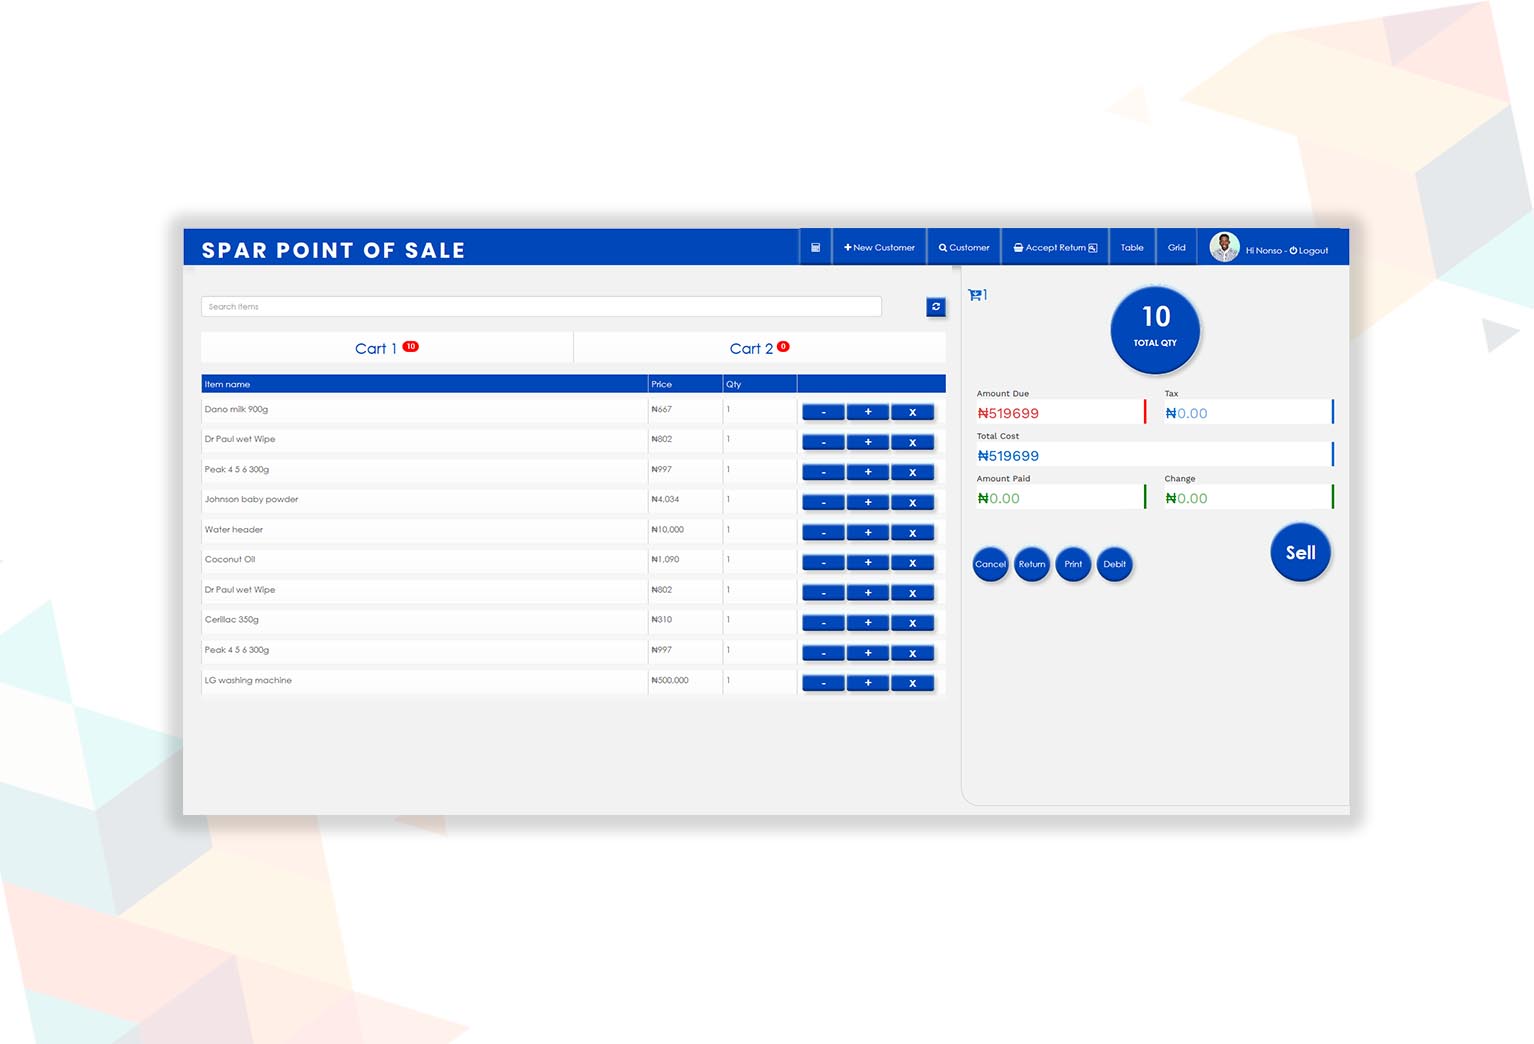 SPAR POINT OF SALE
New Customer
Customer
Accept Return
Table
Grid
Hi Nonso - Logout
Search items
Cart 1 10
Cart 2 0
Item name Price Qty
Dano milk 900g ₦667 1 - + x
Dr Paul wet Wipe ₦802 1 - + x
Peak 4 5 6 300g ₦997 1 - + x
Johnson baby powder ₦4,034 1 - + x
Water header ₦10,000 1 - + x
Coconut Oil ₦1,090 1 - + x
Dr Paul wet Wipe ₦802 1 - + x
Cerillac 350g ₦310 1 - + x
Peak 4 5 6 300g ₦997 1 - + x
LG washing machine ₦500,000 1 - + x
1
10
TOTAL QTY
Amount Due Tax
₦519699 ₦0.00
Total Cost
₦519699
Amount Paid Change
₦0.00 ₦0.00
Sell
Cancel Return Print Debit